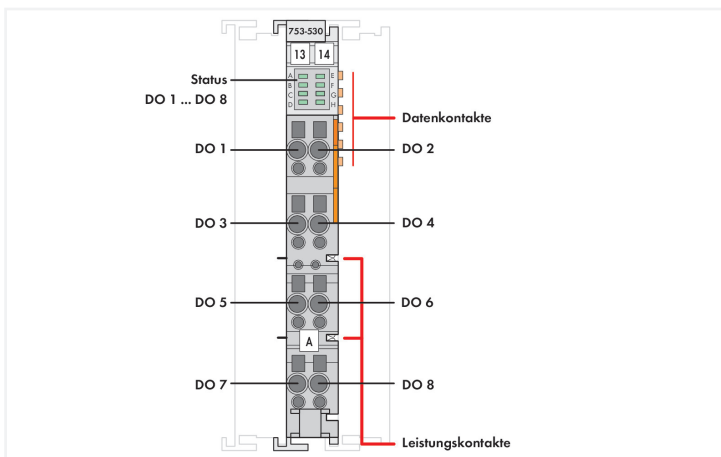 753-530
13 14
A E
B F
C G
D H
Status
DO 1 ... DO 8
Datenkontakte
DO 1 DO 2
DO 3 DO 4
DO 5 DO 6
A
DO 7 DO 8
Leistungskontakte